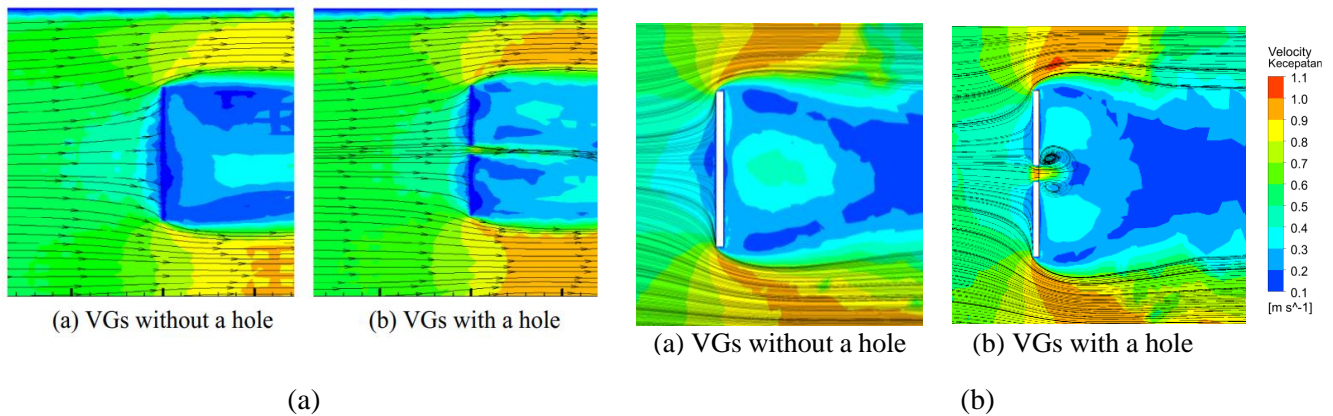 (a) VGs without a hole
(b) VGs with a hole
(a) VGs without a hole
(b) VGs with a hole
Velocity
Kecepatan
1.1
1.0
0.9
0.8
0.7
0.6
0.5
0.4
0.3
0.2
0.1
[m s^-1]
(a)
(b)